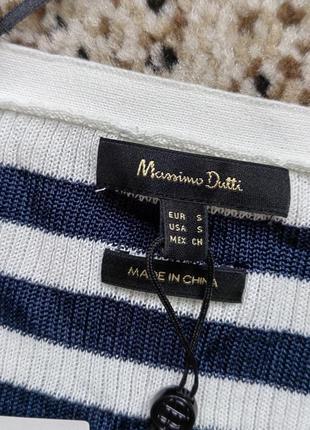 Massimo Dutti
EUR S
USA S
MEX CH
MADE IN CHINA